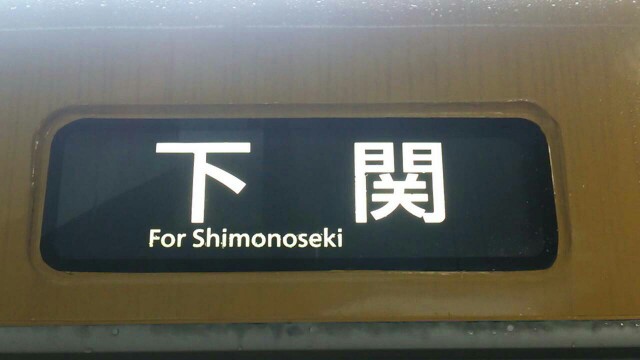 下関
For Shimonoseki